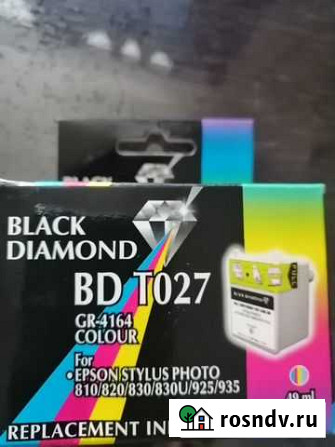 BLACK
BLACK
DIAMOND
BD T027
GR-4164
COLOUR
For
•EPSON STYLUS PHOTO
810/820/830/830U/925/935
REPLACEMENT IN
49 ml
rosndv.ru